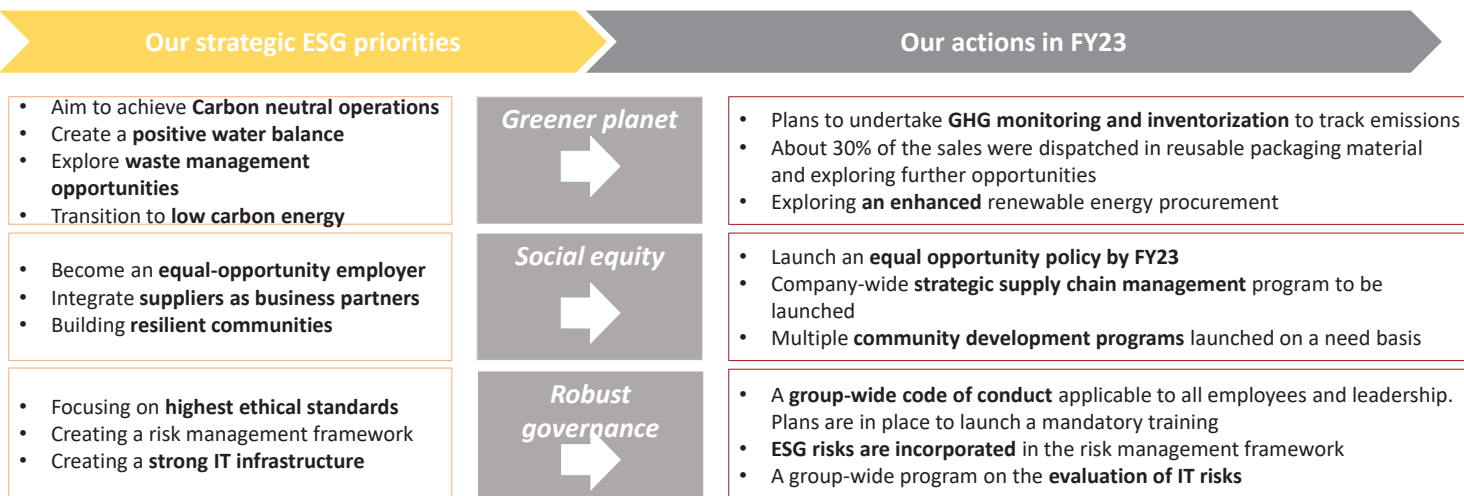 Our strategic ESG priorities
Our actions in FY23
• Aim to achieve Carbon neutral operations
• Create a positive water balance
• Explore waste management
opportunities
• Transition to low carbon energy
Greener planet
• Plans to undertake GHG monitoring and inventorization to track emissions
• About 30% of the sales were dispatched in reusable packaging material
and exploring further opportunities
• Exploring an enhanced renewable energy procurement
• Become an equal-opportunity employer
• Integrate suppliers as business partners
• Building resilient communities
Social equity
• Launch an equal opportunity policy by FY23
• Company-wide strategic supply chain management program to be
launched
• Multiple community development programs launched on a need basis
• Focusing on highest ethical standards
• Creating a risk management framework
• Creating a strong IT infrastructure
Robust
governance
• A group-wide code of conduct applicable to all employees and leadership.
Plans are in place to launch a mandatory training
• ESG risks are incorporated in the risk management framework
• A group-wide program on the evaluation of IT risks